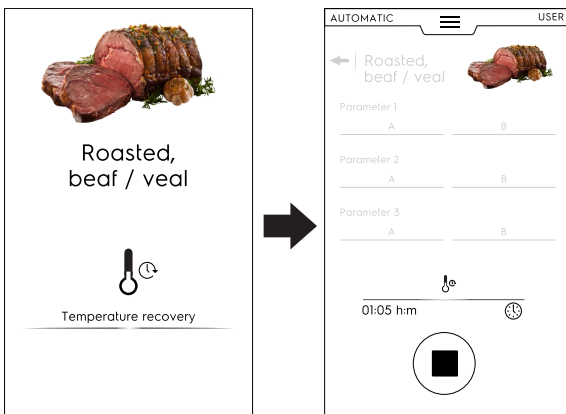 Roasted,
beaf / veal
Temperature recovery
AUTOMATIC
USER
Roasted,
beaf / veal
Parameter 1
A B
Parameter 2
A B
Parameter 3
A B
01:05 h:m